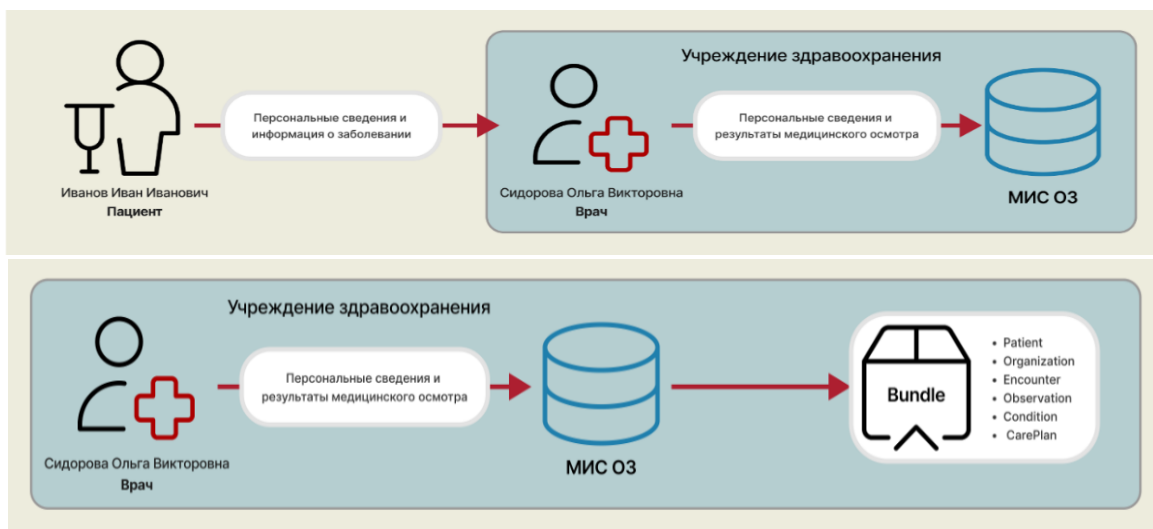 Учреждение здравоохранения
Персональные сведения и
информация о заболевании
Персональные сведения и
результаты медицинского осмотра
Иванов Иван Иванович
Пациент
Сидорова Ольга Викторовна
Врач
МИС ОЗ
Учреждение здравоохранения
Персональные сведения и
результаты медицинского осмотра
Bundle
• Patient
• Organization
• Encounter
• Observation
• Condition
• CarePlan
Сидорова Ольга Викторовна
Врач
МИС ОЗ